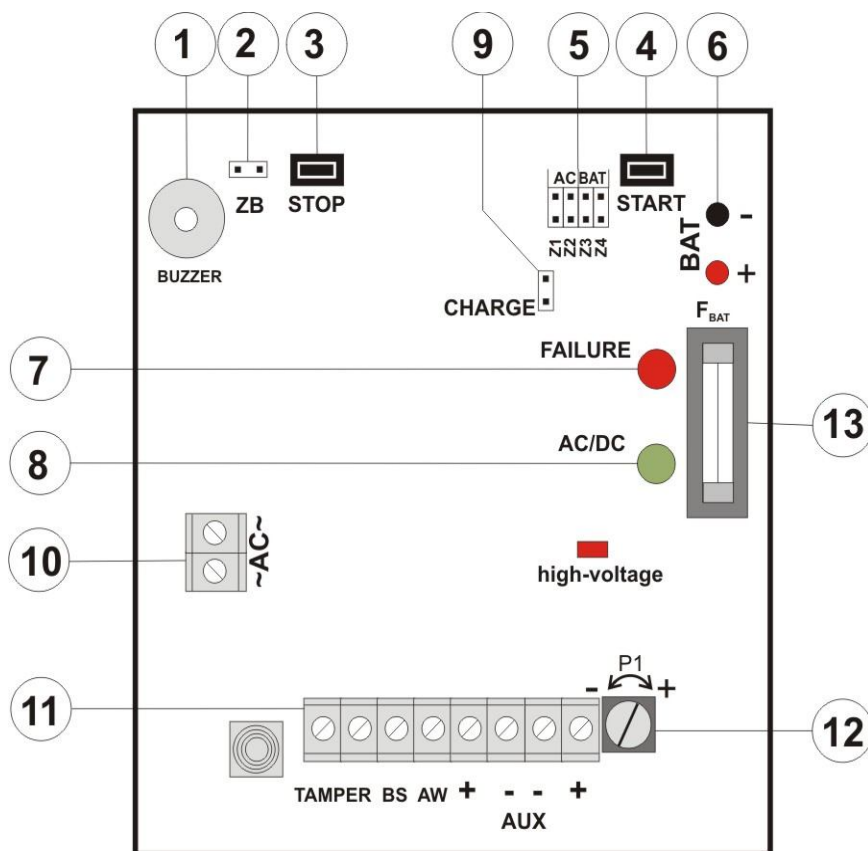 1 2 3 9 5 4 6
ZB STOP
BUZZER
AC BAT
Z1 Z2 Z3 Z4
START
BAT - +
CHARGE
F BAT
7 FAILURE
13
8 AC/DC
10 ~AC~
high-voltage
- P1 +
11
12
TAMPER BS AW + - - +
AUX